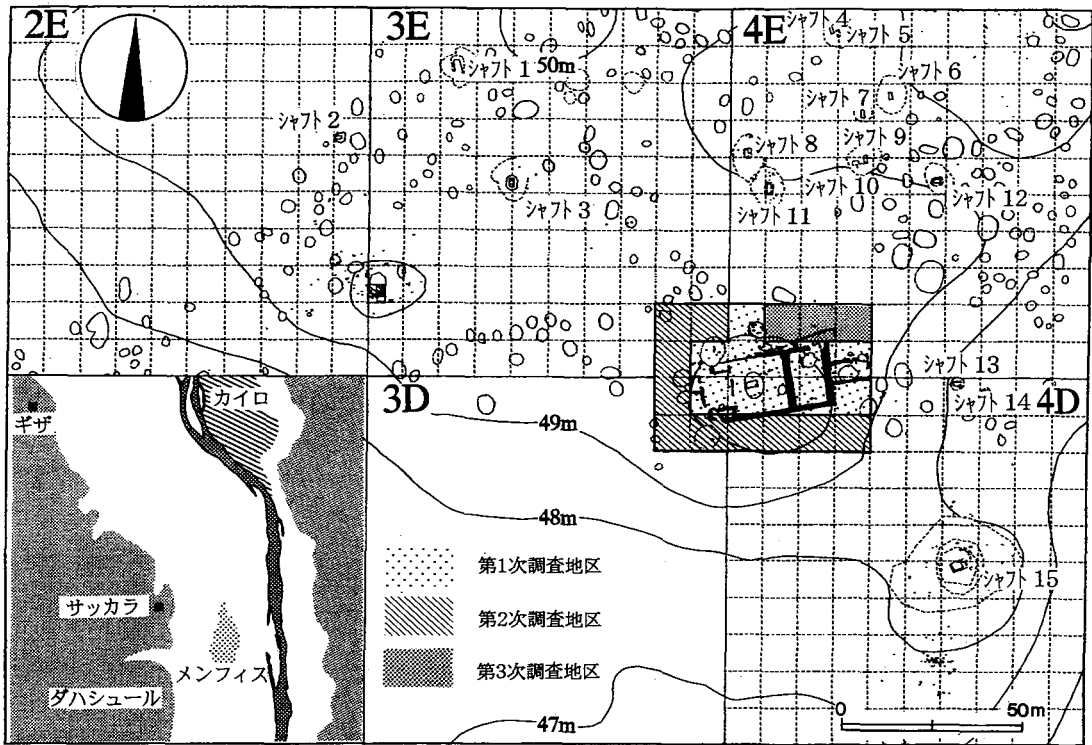 2E
3E
4E
シャフト 4
シャフト 5
シャフト 1
50m
シャフト 6
シャフト 7
シャフト 2
シャフト 8
シャフト 9
シャフト 3
シャフト 10
シャフト 11
シャフト 12
シャフト 13
3D
シャフト 14
4D
カイロ
ギザ
49m
48m
第1次調査地区
シャフト 15
サッカラ
第2次調査地区
メンフィス
第3次調査地区
ダハシュール
47m
0
50m